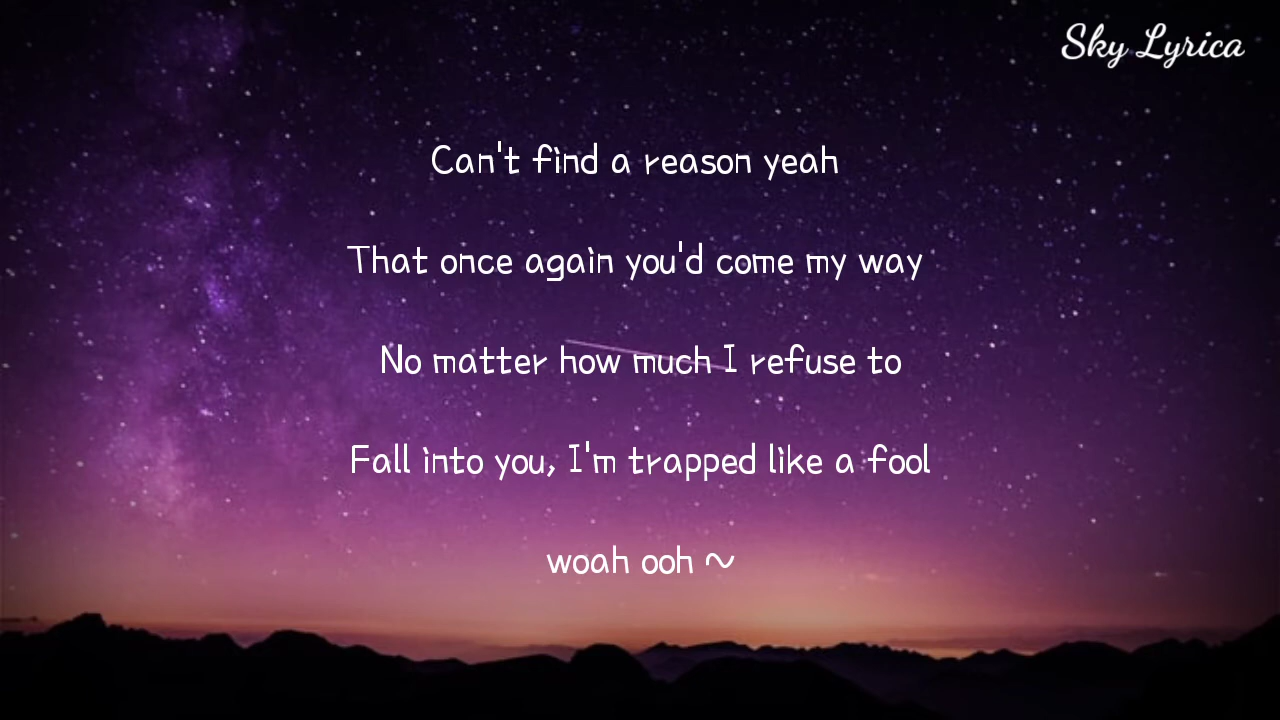 Sky Lyrica
Can't find a reason yeah
That once again you'd come my way
No matter how much I refuse to
Fall into you, I'm trapped like a fool
woah ooh ~